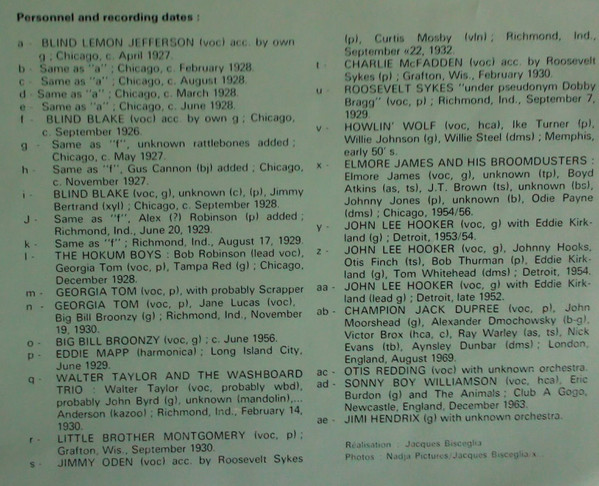 Personnel and recording dates :
a - BLIND LEMON JEFFERSON (voc) acc. by own
g ; Chicago, c. April 1927.
b - Same as "a" ; Chicago, c. February 1928.
c - Same as "a" ; Chicago, c. August 1928.
d - Same as "a" ; Chicago, c. March 1928.
e - Same as "a" ; Chicago, c. June 1928.
f - BLIND BLAKE (voc) acc. by own g ; Chicago,
c. September 1926.
g - Same as "f", unknown rattlebones added ;
Chicago, c. May 1927.
h - Same as "f", Gus Cannon (bj) added ; Chicago,
c. November 1927.
i - BLIND BLAKE (voc, g), unknown (c), (p), Jimmy
Bertrand (xyl) ; Chicago, c. September 1928.
J - Same as "f", Alex (?) Robinson (p) added ;
Richmond, Ind., June 20, 1929.
k - Same as "f" ; Richmond, Ind., August 17, 1929.
l - THE HOKUM BOYS : Bob Robinson (lead voc),
Georgia Tom (voc, p), Tampa Red (g) ; Chicago,
December 1928.
m - GEORGIA TOM (voc, p), with probably Scrapper
n - GEORGIA TOM (voc, p), Jane Lucas (voc),
Big Bill Broonzy (g) ; Richmond, Ind., November
19, 1930.
o - BIG BILL BROONZY (voc, g) ; c. June 1956.
p - EDDIE MAPP (harmonica) ; Long Island City,
June 1929.
q - WALTER TAYLOR AND THE WASHBOARD
TRIO : Walter Taylor (voc, probably wbd),
probably John Byrd (g), unknown (mandolin),...
Anderson (kazoo) ; Richmond, Ind., February 14,
1930.
r - LITTLE BROTHER MONTGOMERY (voc, p) ;
Grafton, Wis., September 1930.
s - JIMMY ODEN (voc) acc. by Roosevelt Sykes
(p), Curtis Mosby (vln) ; Richmond, Ind.,
September «22, 1932.
t - CHARLIE McFADDEN (voc) acc. by Roosevelt
Sykes (p) ; Grafton, Wis., February 1930.
u - ROOSEVELT SYKES "under pseudonym Dobby
Bragg" (voc, p) ; Richmond, Ind., September 7,
1929
v - HOWLIN' WOLF (voc, hca), Ike Turner (p),
Willie Johnson (g), Willie Steel (dms) ; Memphis,
early 50' s.
x - ELMORE JAMES AND HIS BROOMDUSTERS :
Elmore James (voc, g), unknown (tp), Boyd
Atkins (as, ts), J.T. Brown (ts), unknown (bs),
Johnny Jones (p), unknown (b), Odie Payne
(dms) ; Chicago, 1954/56.
y - JOHN LEE HOOKER (voc, g) with Eddie Kirk-
land (g) ; Detroit, 1953/54.
z - JOHN LEE HOOKER (voc, g), Johnny Hooks,
Otis Finch (ts), Bob Thurman (p), Eddie Kirk-
land (g), Tom Whitehead (dms) ; Detroit, 1954.
aa - JOHN LEE HOOKER (voc, g) with Eddie Kirk-
land (lead g) ; Detroit, late 1952.
ab - CHAMPION JACK DUPREE (voc, p), John
Moorshead (g), Alexander Dmochowsky (b-g),
Victor Brox (hca, c), Ray Warley (as, ts), Nick
Evans (tb), Aynsley Dunbar (dms) ; London,
England, August 1969.
ac - OTIS REDDING (voc) with unknown orchestra.
ad - SONNY BOY WILLIAMSON (voc, hca), Eric
Burdon (g) and The Animals ; Club A Gogo,
Newcastle, England, December 1963.
ae - JIMI HENDRIX (g) with unknown orchestra.
Réalisation : Jacques Bisceglia
Photos : Nadja Pictures/Jacques Bisceglia